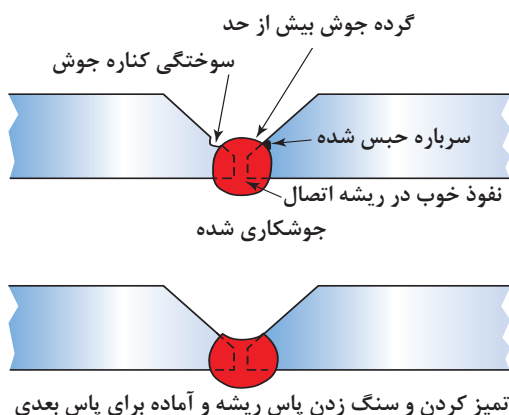 گرده جوش بیش از حد
سوختگی کناره جوش
سرباره حبس شده
نفوذ خوب در ریشه اتصال
جوشکاری شده
تمیز کردن و سنگ زدن پاس ریشه و آماده برای پاس بعدی